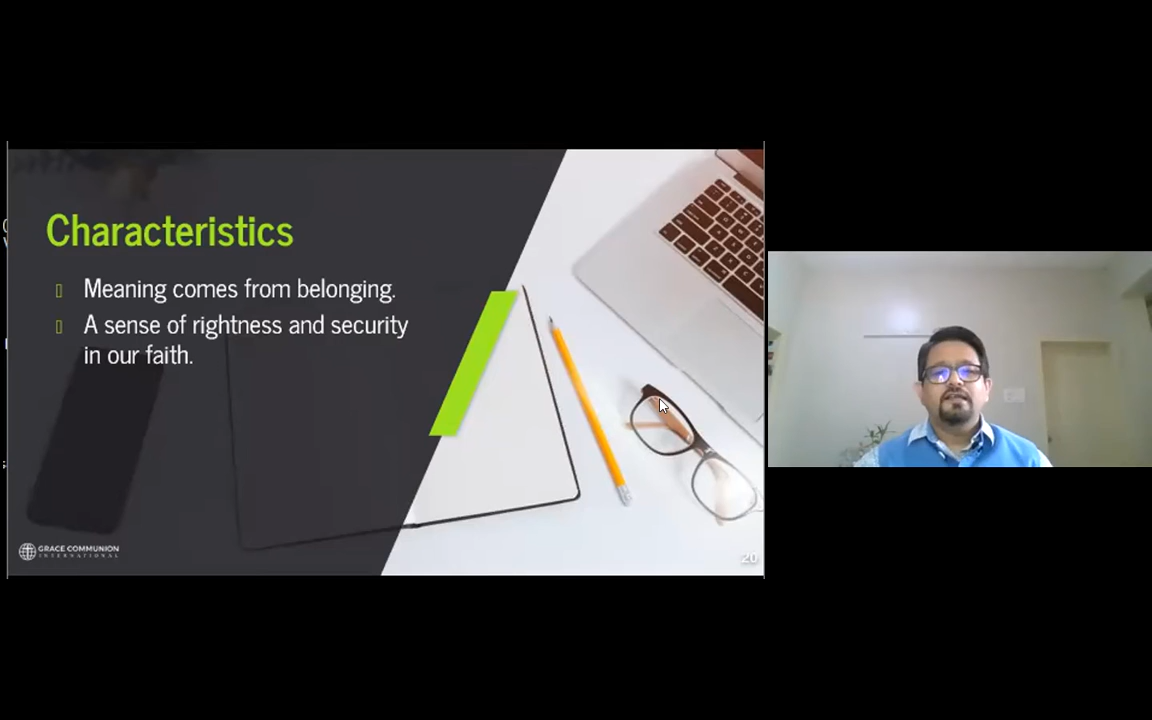 Characteristics
Meaning comes from belonging.
A sense of rightness and security
in our faith.
GRACE COMMUNION
INTERNATIONAL
20